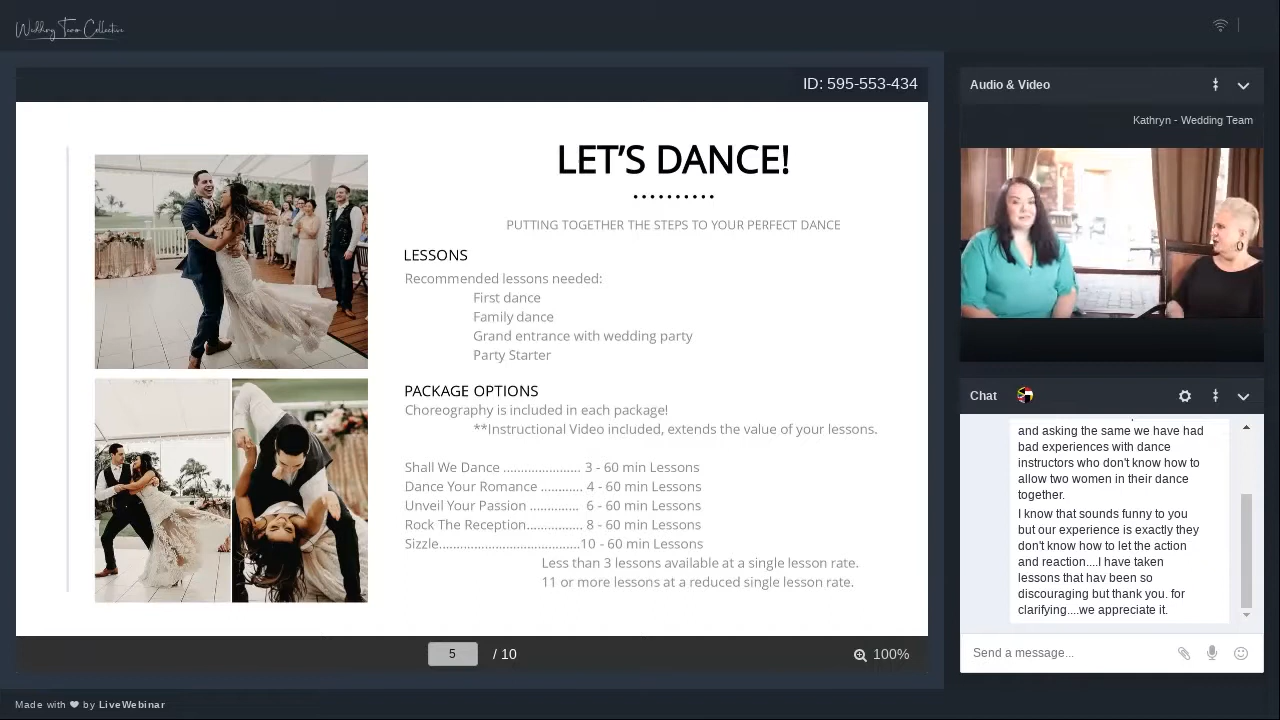 Wedding Team Collective
ID: 595-553-434
LET'S DANCE!
PUTTING TOGETHER THE STEPS TO YOUR PERFECT DANCE
LESSONS
Recommended lessons needed:
First dance
Family dance
Grand entrance with wedding party
Party Starter
PACKAGE OPTIONS
Choreography is included in each package!
**Instructional Video included, extends the value of your lessons.
Shall We Dance ...................... 3 - 60 min Lessons
Dance Your Romance ............ 4 - 60 min Lessons
Unveil Your Passion .............. 6 - 60 min Lessons
Rock The Reception................ 8 - 60 min Lessons
Sizzle........................................10 - 60 min Lessons
Less than 3 lessons available at a single lesson rate.
11 or more lessons at a reduced single lesson rate.
5 / 10
100%
Audio & Video
Kathryn - Wedding Team
Chat
and asking the same we have had
bad experiences with dance
instructors who don't know how to
allow two women in their dance
together.
I know that sounds funny to you
but our experience is exactly they
don't know how to let the action
and reaction....I have taken
lessons that hav been so
discouraging but thank you. for
clarifying....we appreciate it.
Send a message...
Made with ❤ by LiveWebinar